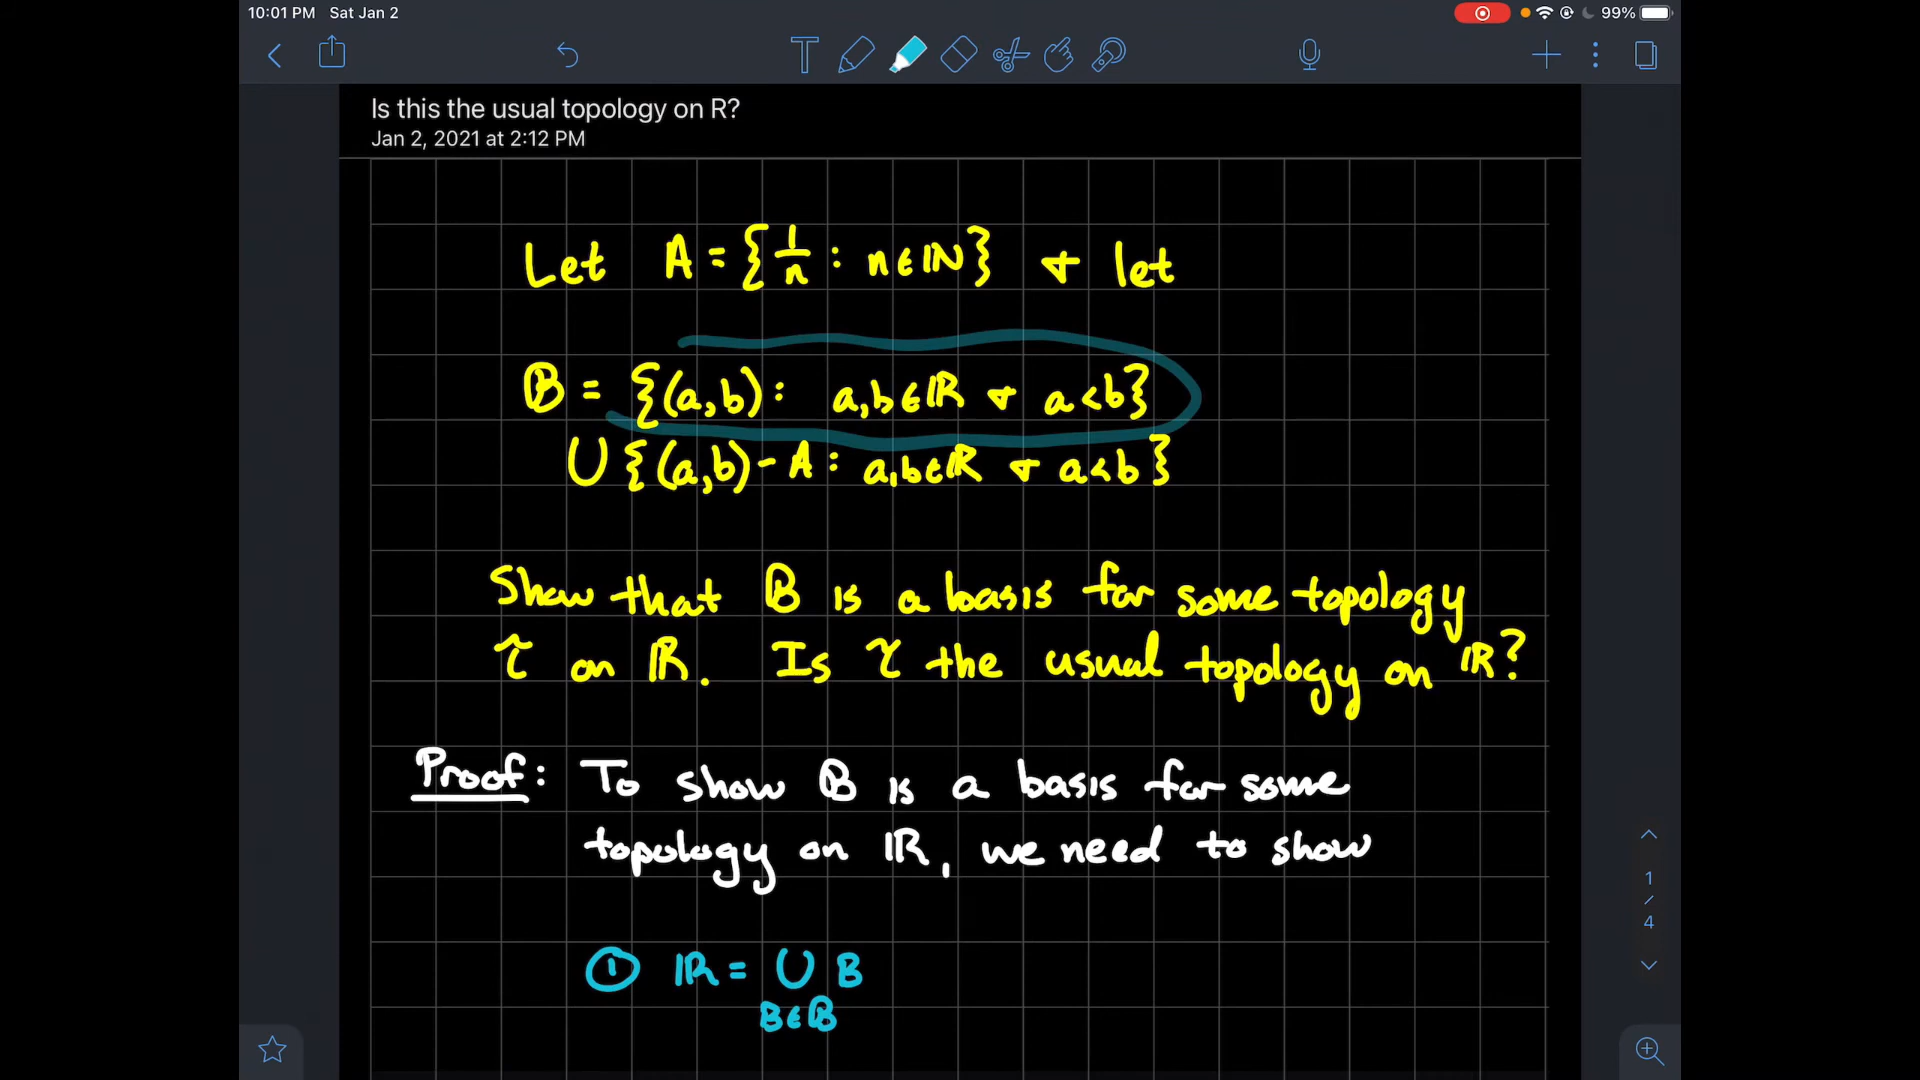 10:01 PM Sat Jan 2
99%
Is this the usual topology on R?
Jan 2, 2021 at 2:12 PM
Let A = {1/n : n ∈ ℕ} & let
𝔹 = {(a,b): a,b ∈ ℝ & a<b}
∪ {(a,b) - A: a,b ∈ ℝ & a<b}
Show that 𝔹 is a basis for some topology
τ on ℝ. Is τ the usual topology on ℝ?
Proof: To show 𝔹 is a basis for some
topology on ℝ, we need to show
① ℝ = ∪ B
B∈𝔹
1
/
4